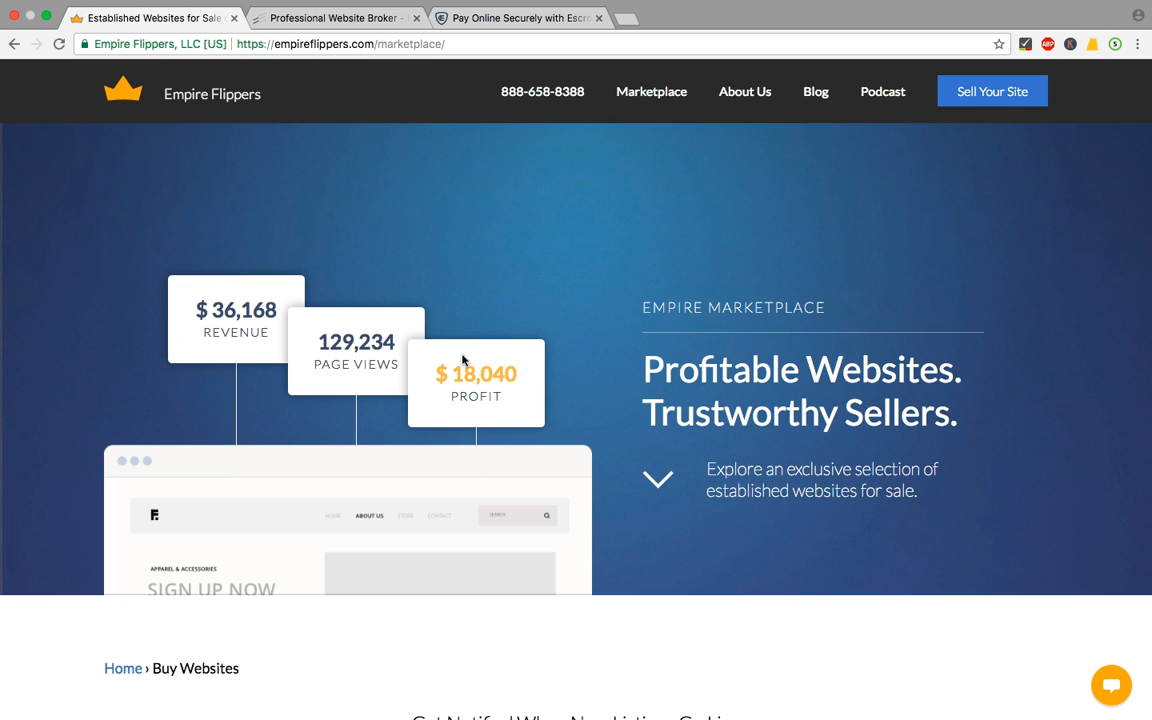 Established Websites for Sale
Professional Website Broker -
Pay Online Securely with Escro
Empire Flippers, LLC [US]
https://empireflippers.com/marketplace/
Empire Flippers
888-658-8388
Marketplace
About Us
Blog
Podcast
Sell Your Site
$ 36,168
REVENUE
129,234
PAGE VIEWS
$ 18,040
PROFIT
EMPIRE MARKETPLACE
Profitable Websites.
Trustworthy Sellers.
Explore an exclusive selection of
established websites for sale.
HOME
ABOUT US
STORE
CONTACT
SEARCH...
APPAREL & ACCESSORIES
SIGN UP NOW
Home › Buy Websites